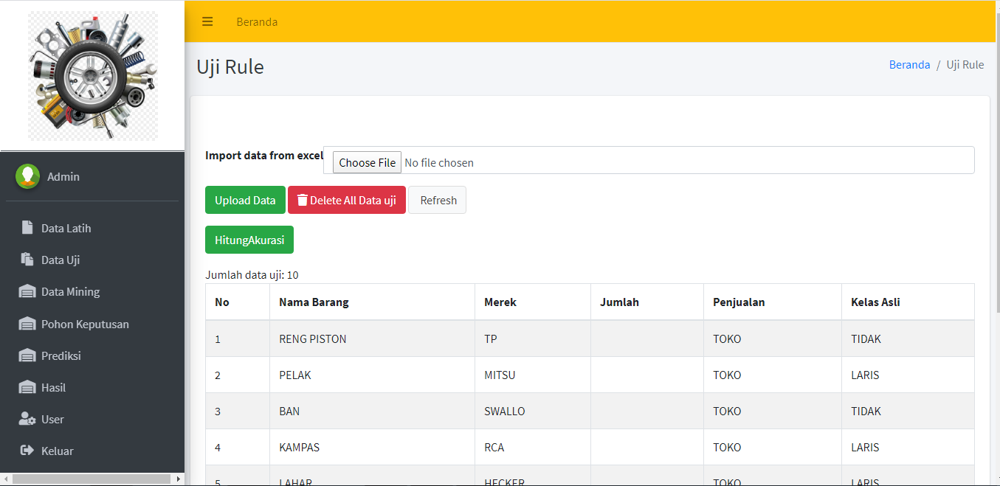 Beranda
Uji Rule
Beranda / Uji Rule
Admin
Data Latih
Data Uji
Data Mining
Pohon Keputusan
Prediksi
Hasil
User
Keluar
Import data from excel Choose File No file chosen
Upload Data Delete All Data uji Refresh
HitungAkurasi
Jumlah data uji: 10
No Nama Barang Merek Jumlah Penjualan Kelas Asli
1 RENG PISTON TP TOKO TIDAK
2 PELAK MITSU TOKO LARIS
3 BAN SWALLO TOKO TIDAK
4 KAMPAS RCA TOKO LARIS
5 LAHAR HECKER TOKO LARIS